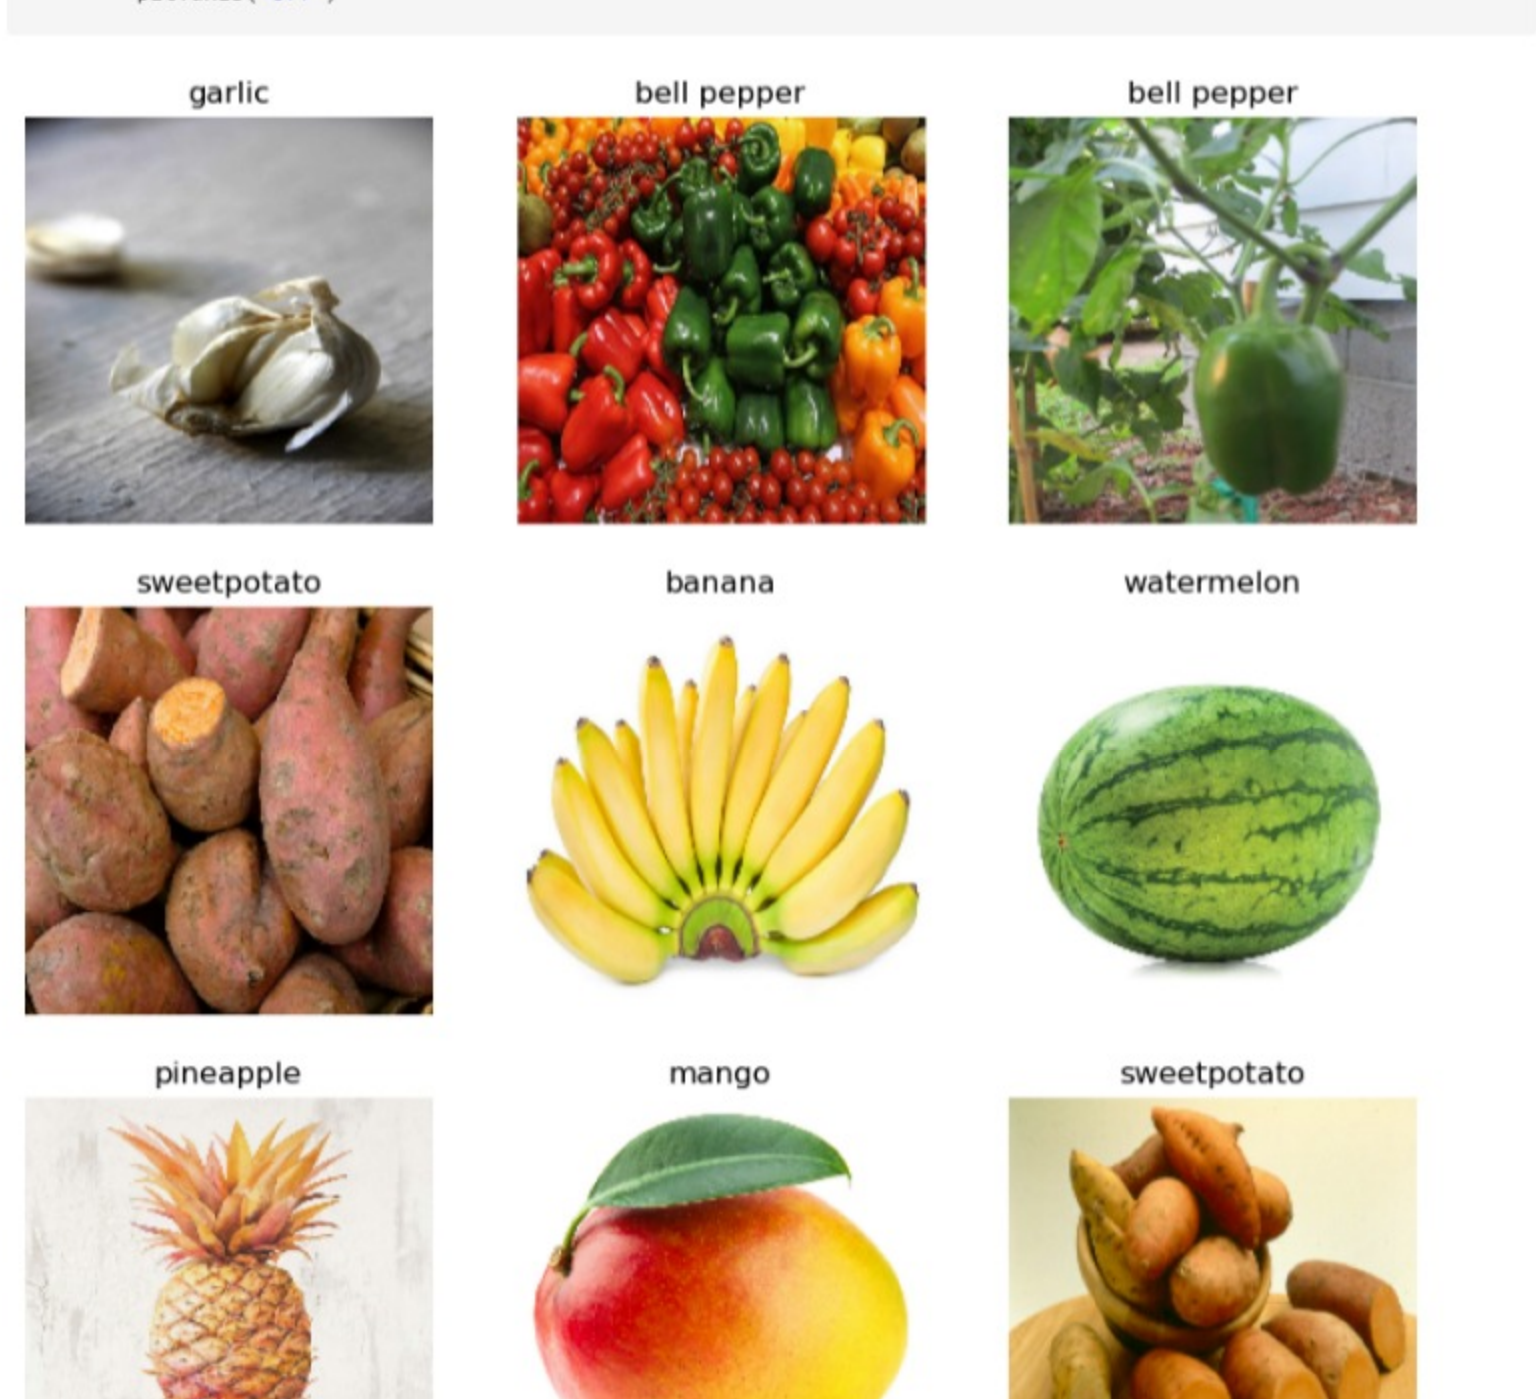 garlic
bell pepper
bell pepper
sweetpotato
banana
watermelon
pineapple
mango
sweetpotato